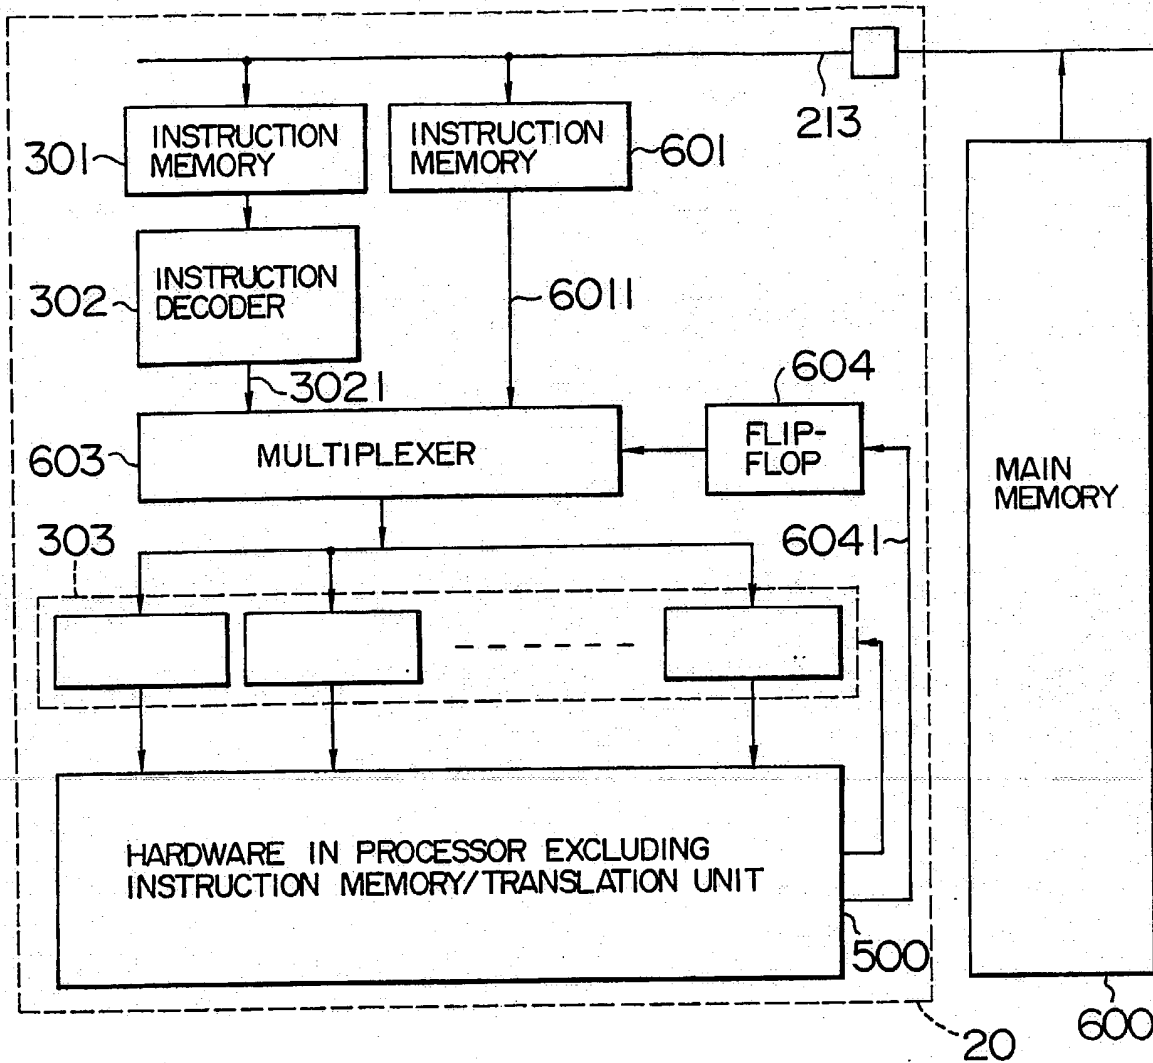 213
301
INSTRUCTION
MEMORY
INSTRUCTION
MEMORY
601
302
INSTRUCTION
DECODER
6011
3021
604
603
MULTIPLEXER
FLIP-
FLOP
MAIN
MEMORY
303
6041
HARDWARE IN PROCESSOR EXCLUDING
INSTRUCTION MEMORY/TRANSLATION UNIT
500
20
600